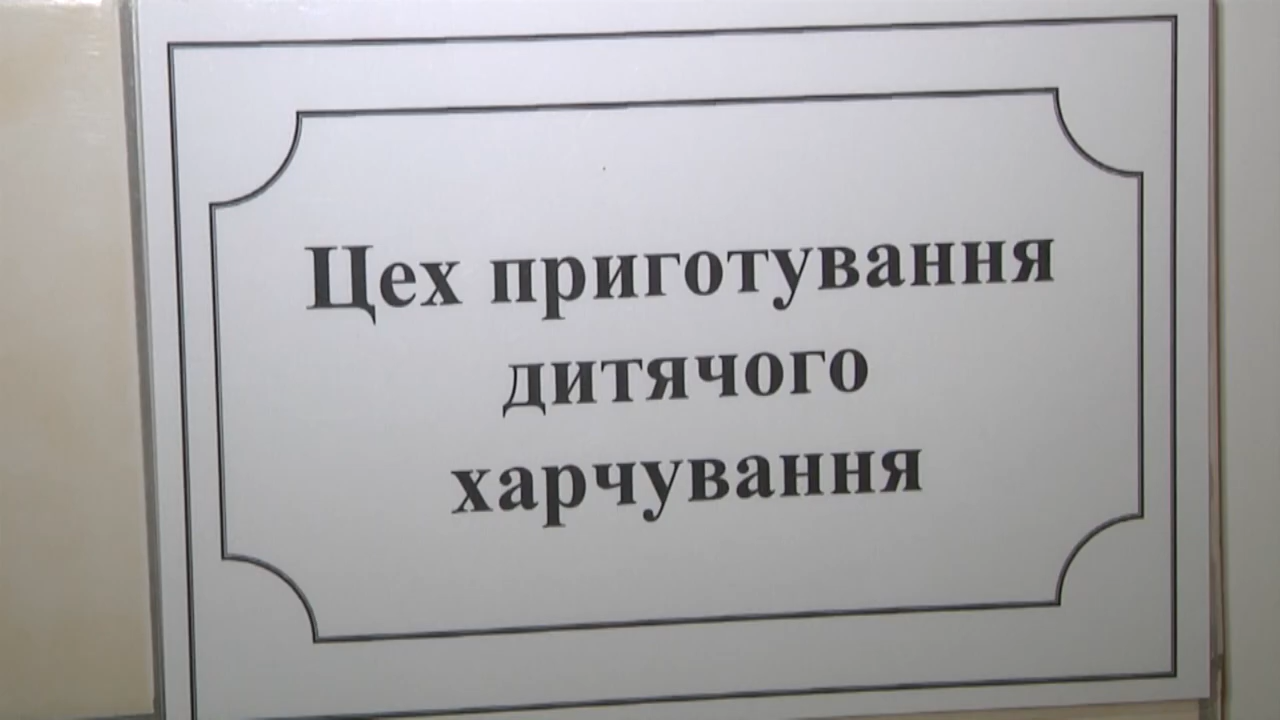 Цех приготування
дитячого
харчування